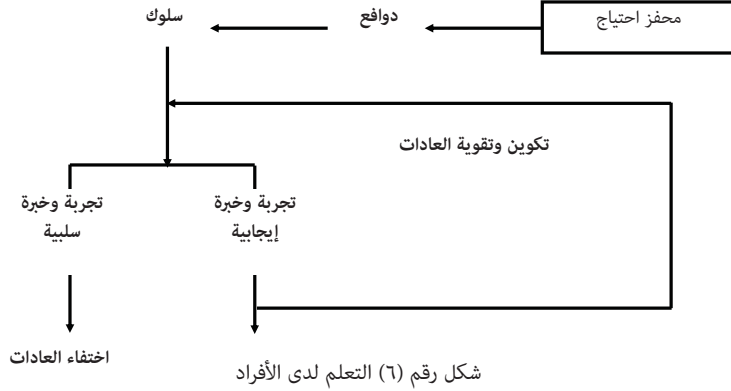 محفز احتياج
دوافع
سلوك
تكوين وتقوية العادات
تجربة وخبرة
إيجابية
تجربة وخبرة
سلبية
اختفاء العادات
شكل رقم (٦) التعلم لدى الأفراد